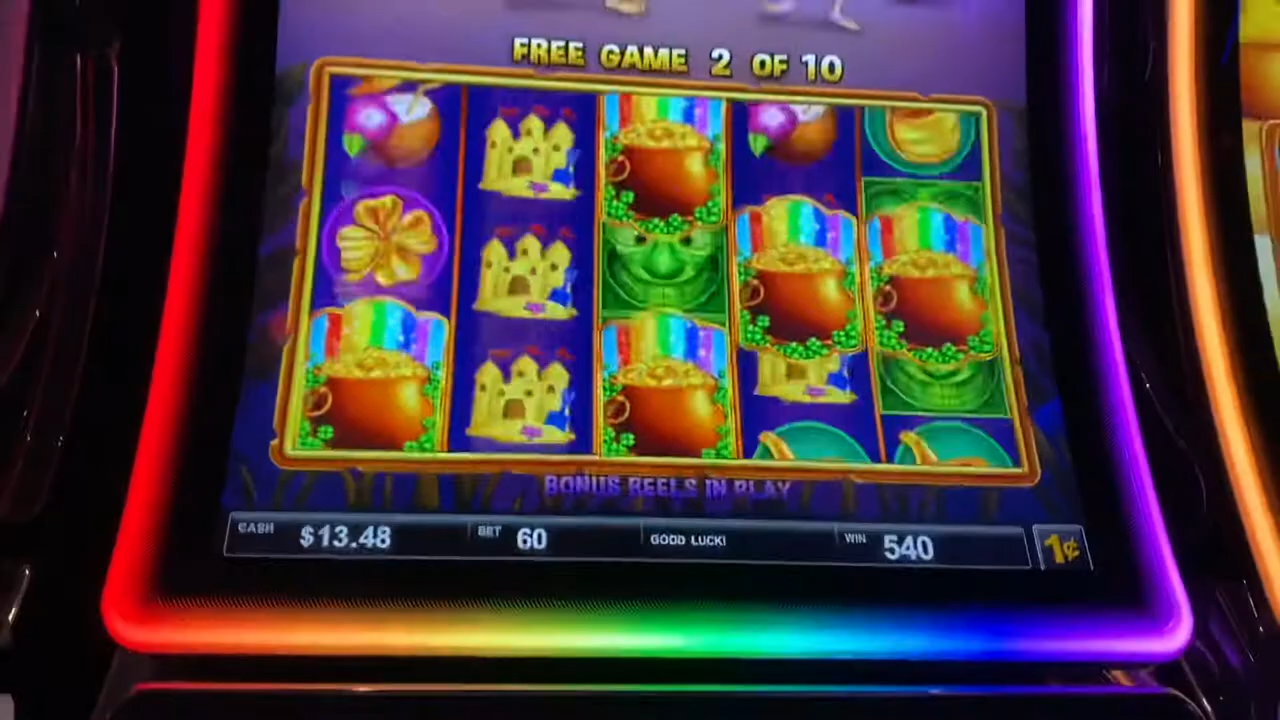 FREE GAME 2 OF 10
BONUS REELS IN PLAY
CASH $13.48 BET 60 GOOD LUCK! WIN 540 1¢